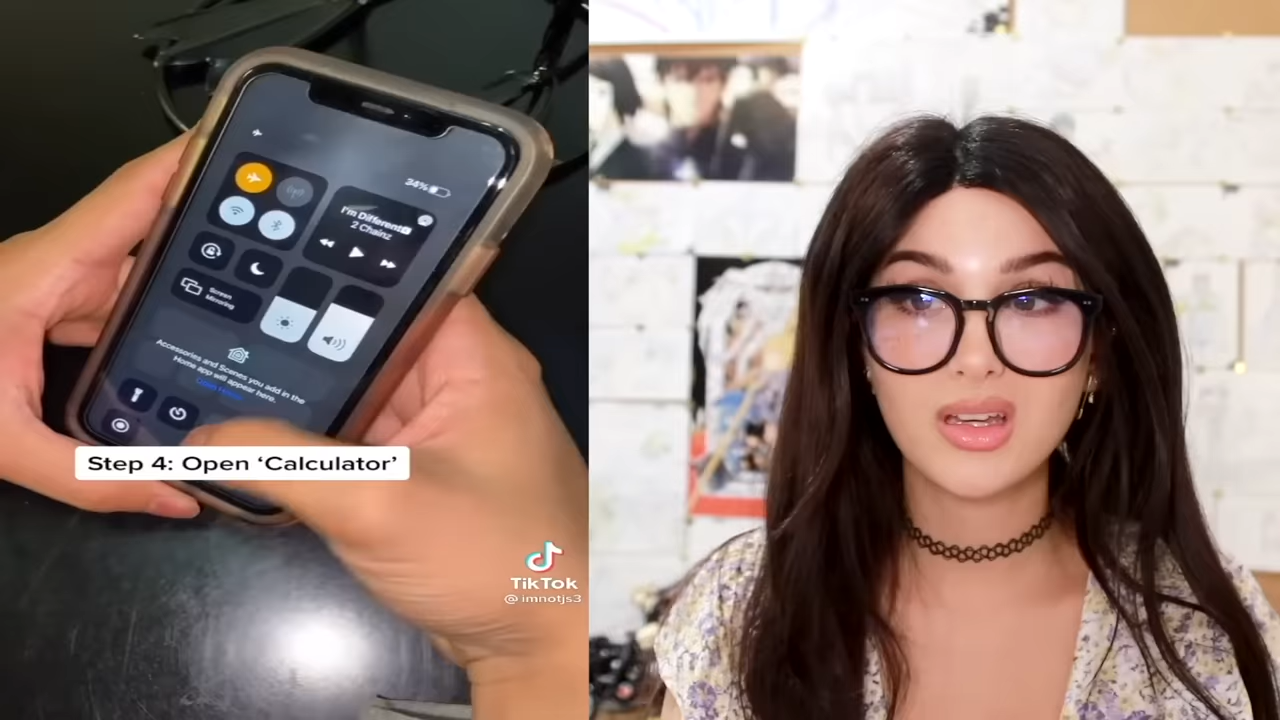 34%
I'm Different
2 Chainz
Screen
Mirroring
Accessories and Scenes you add in the
Home app will appear here.
Step 4: Open ‘Calculator’
TikTok
@imnotjs3